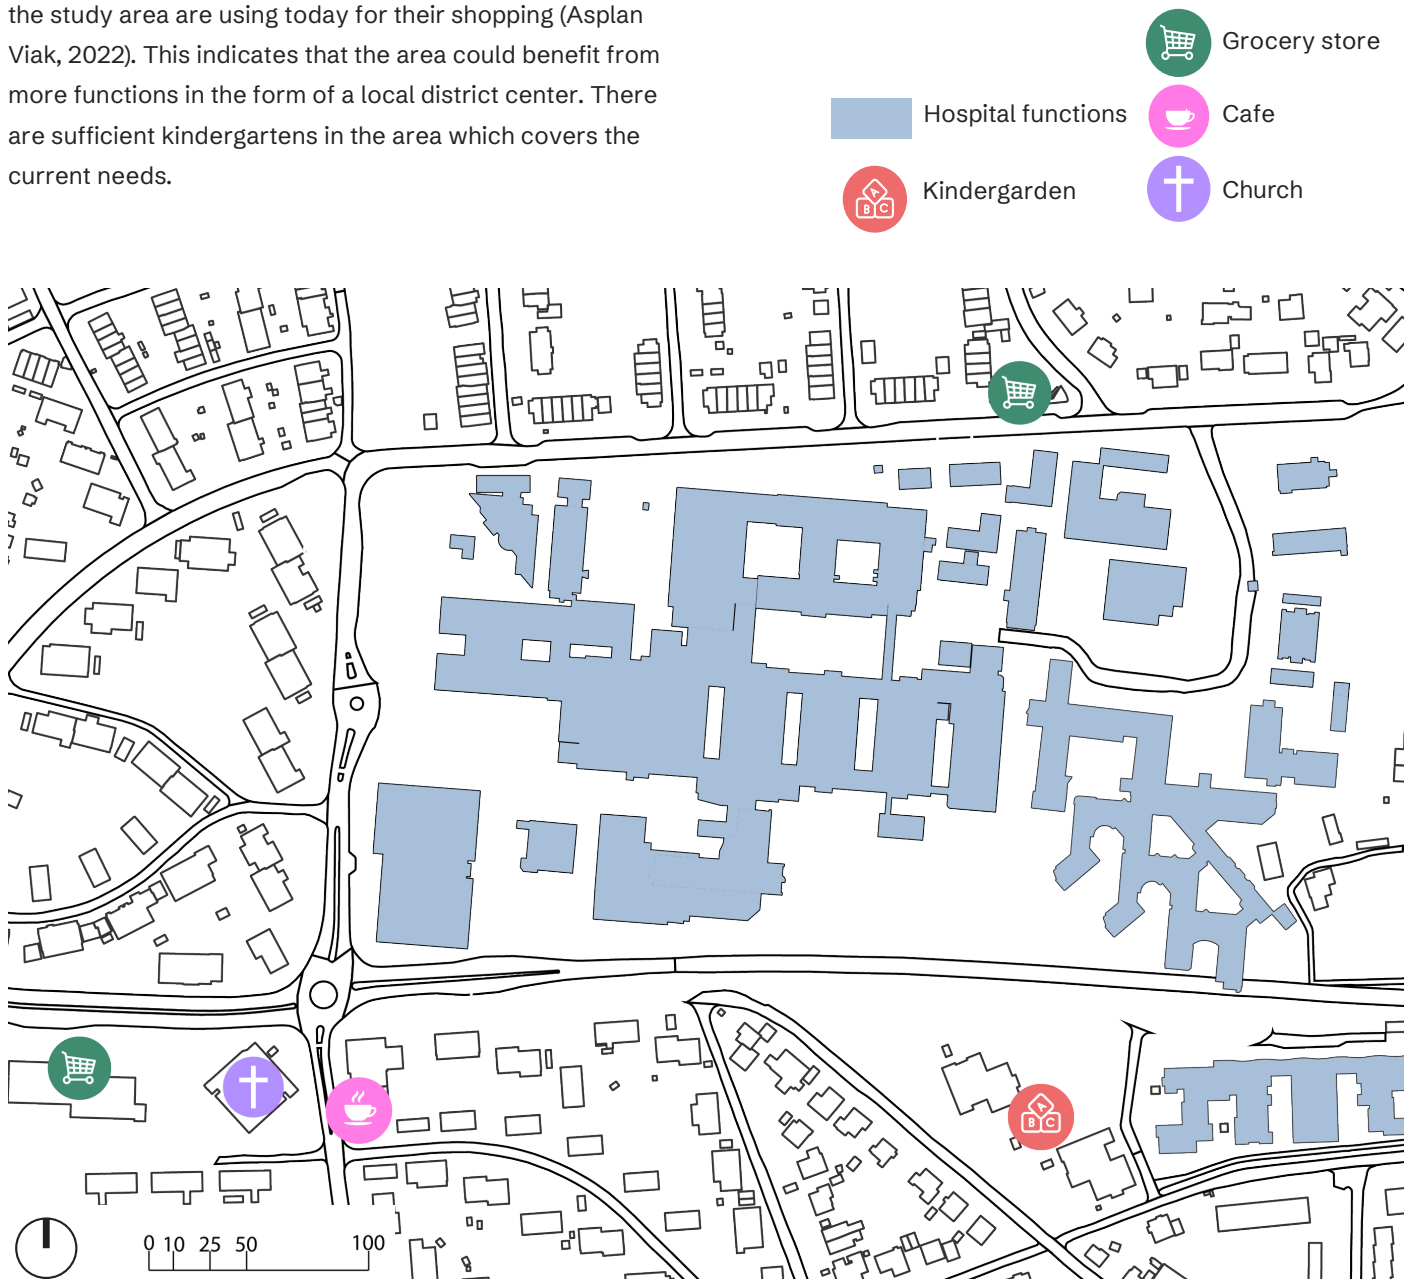 the study area are using today for their shopping (Asplan
Viak, 2022). This indicates that the area could benefit from
more functions in the form of a local district center. There
are sufficient kindergartens in the area which covers the
current needs.
Grocery store
Hospital functions
Cafe
A
B C
Kindergarden
Church
A
B C
0 10 25 50 100